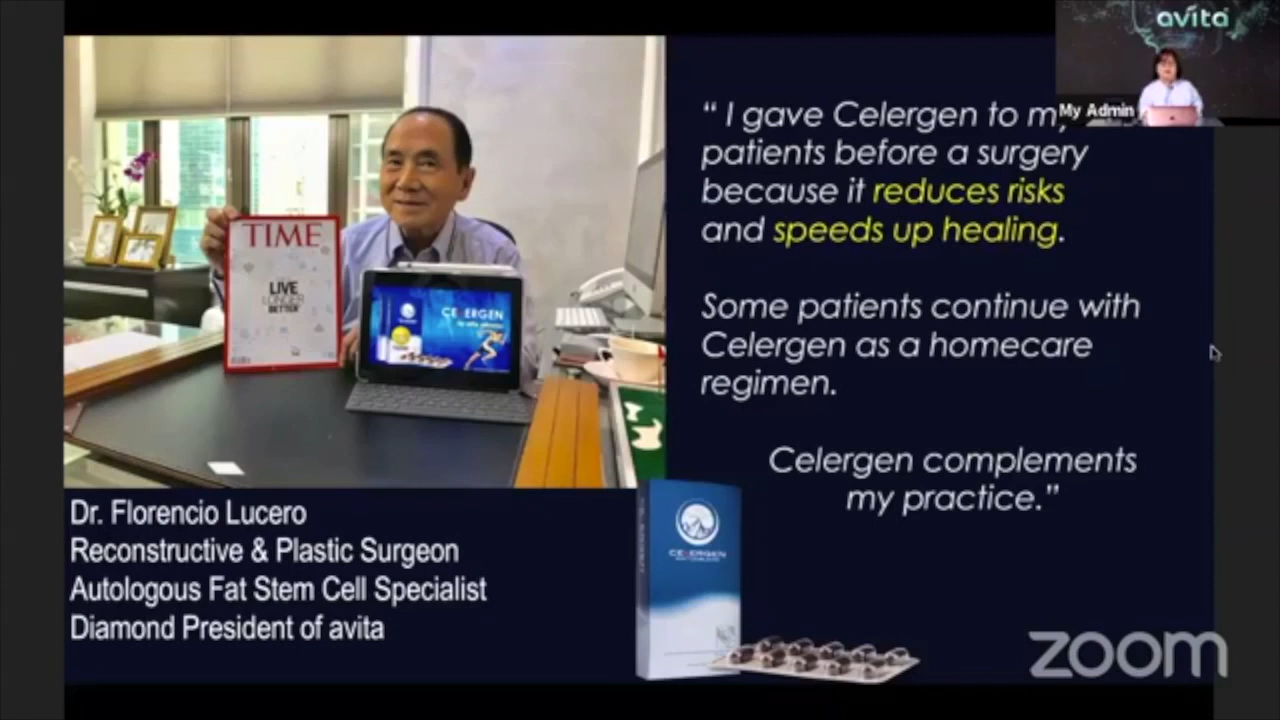 avita
My Admin
“ I gave Celergen to my
patients before a surgery
because it reduces risks
and speeds up healing.
Some patients continue with
Celergen as a homecare
regimen.
Celergen complements
my practice.”
TIME
LIVE
LONGER
BETTER
CELERGEN
Dr. Florencio Lucero
Reconstructive & Plastic Surgeon
Autologous Fat Stem Cell Specialist
Diamond President of avita
CELERGEN
zoom